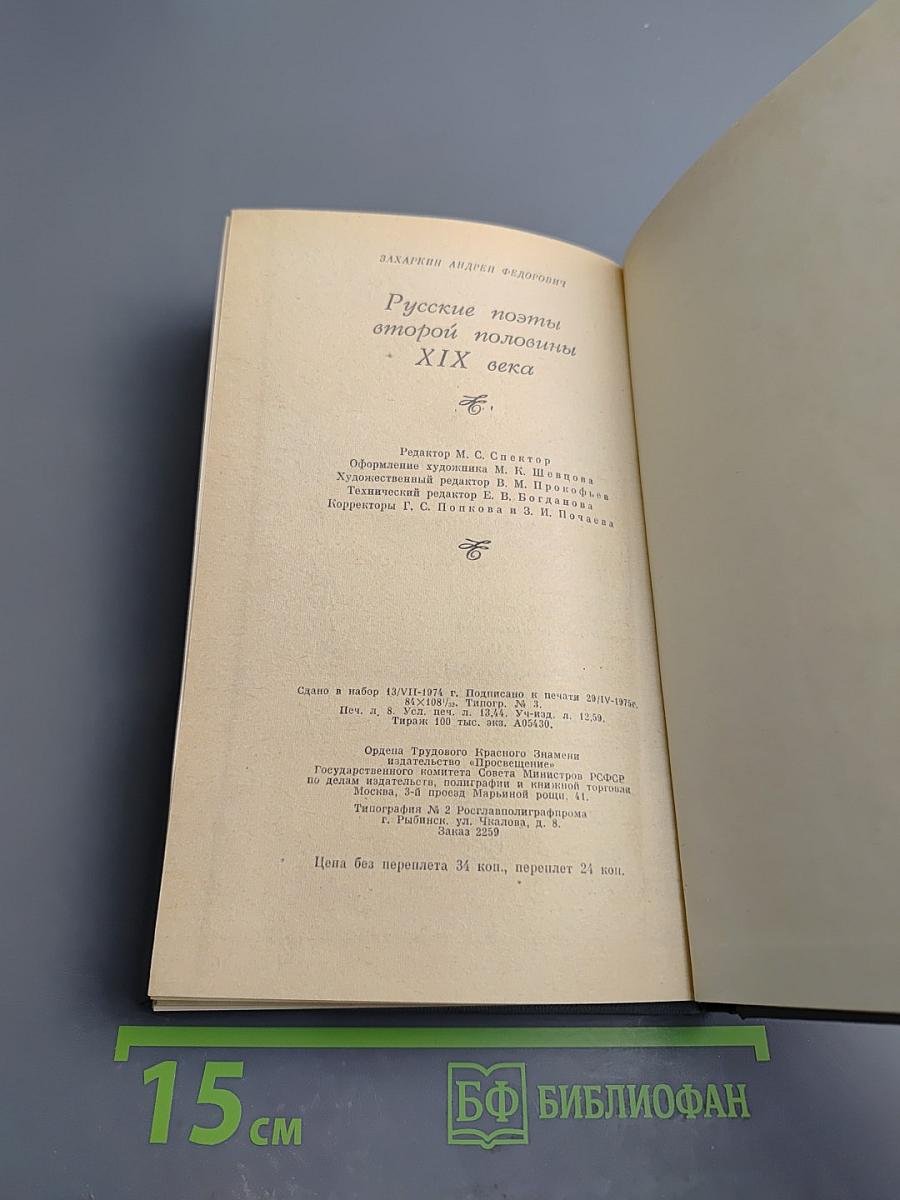 ЗАХАРКИН АНДРЕЙ ФЕДОРОВИЧ
Русские поэты
второй половины
XIX века
Редактор М. С. Спектор
Оформление художника М. К. Шевцова
Художественный редактор В. М. Прокофьев
Технический редактор Е. В. Богданова
Корректоры Г. С. Попкова и З. И. Почаева
Сдано в набор 13/VII-1974 г. Подписано к печати 29/IV-1975г.
84×108¹/₃₂. Типогр. № 3.
Печ. л. 8. Усл. печ. л. 13,44. Уч-изд. л. 12,59.
Тираж 100 тыс. экз. А05430.
Ордена Трудового Красного Знамени
издательство «Просвещение»
Государственного комитета Совета Министров РСФСР
по делам издательств, полиграфии и книжной торговли
Москва, 3-й проезд Марьиной рощи, 41.
Типография № 2 Росглавполиграфпрома
г. Рыбинск. ул. Чкалова, д. 8.
Заказ 2259
Цена без переплета 34 коп., переплет 24 коп.
15 см
БФ БИБЛИОФАН